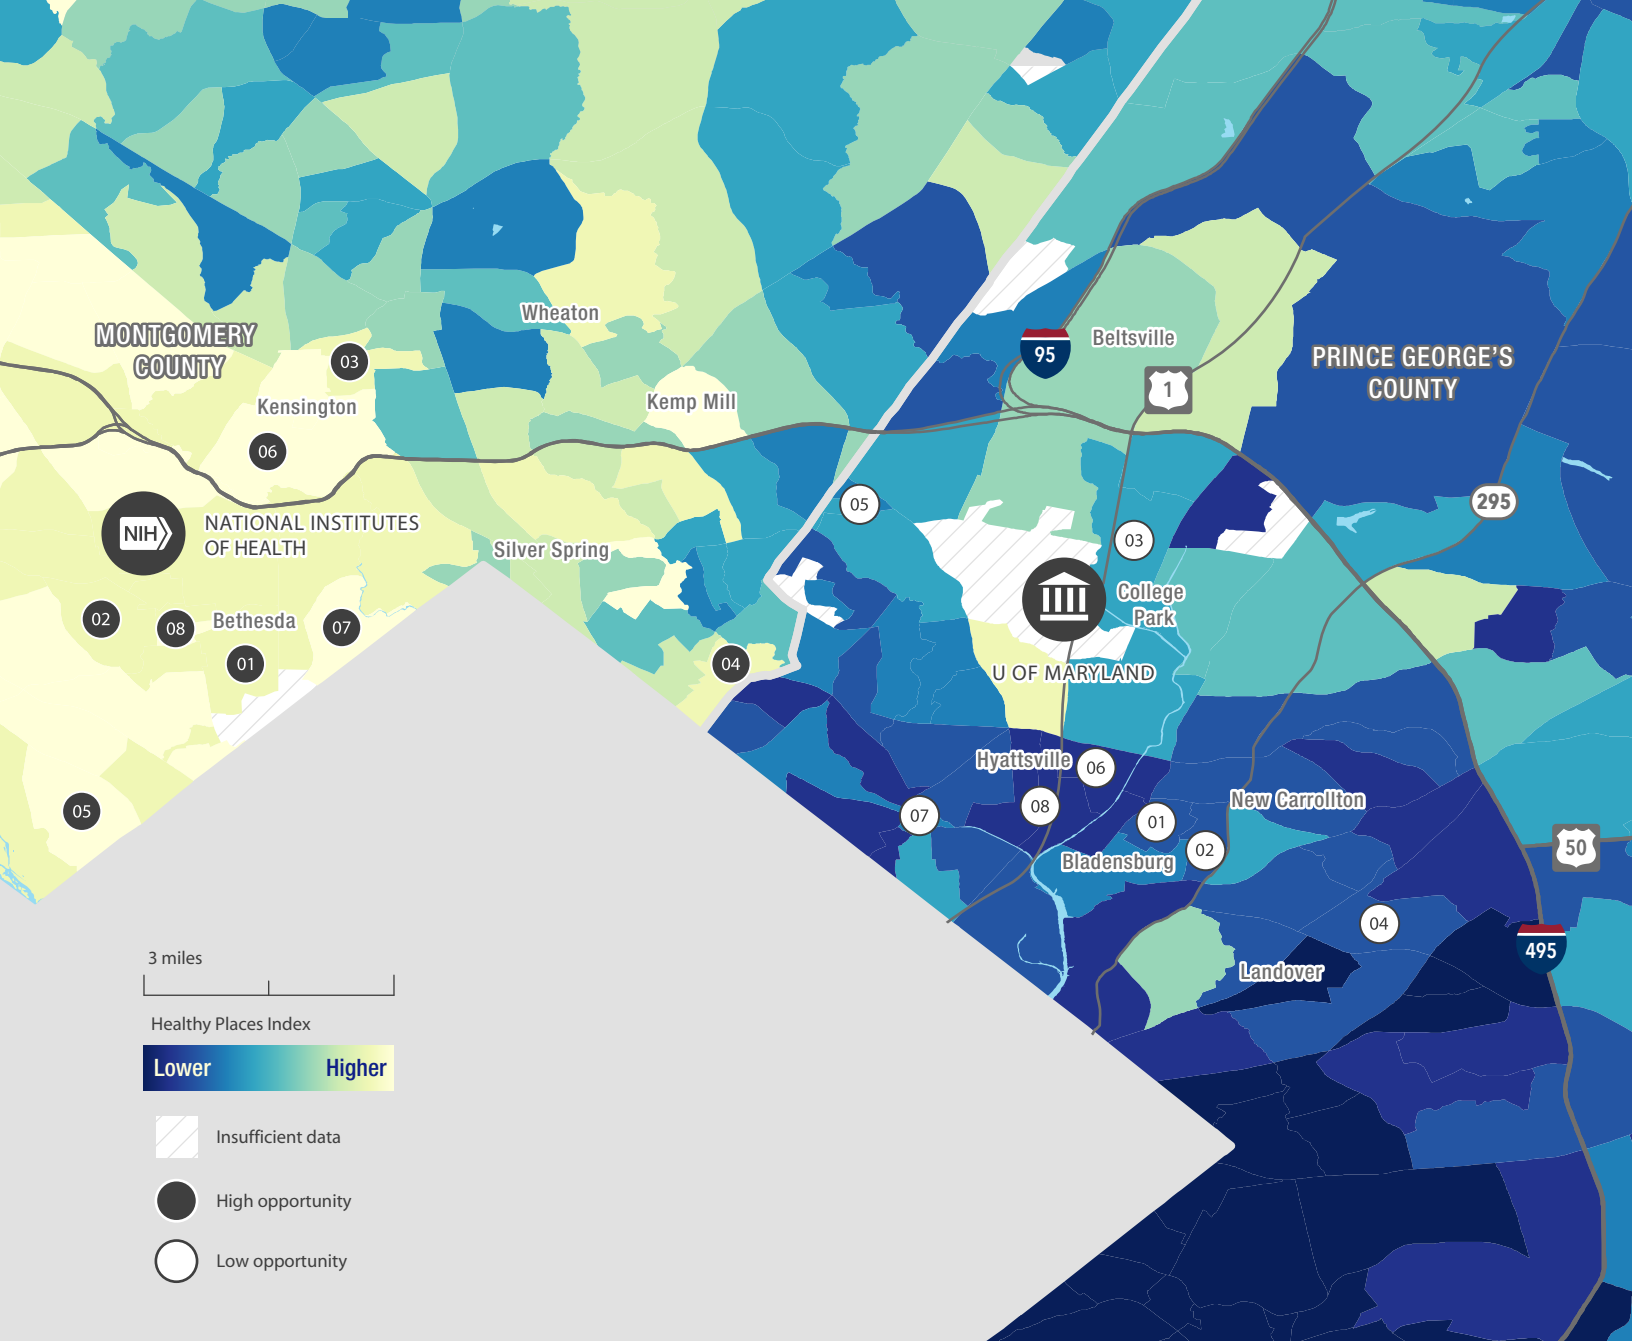 Wheaton
MONTGOMERY
COUNTY
03
Kensington
Kemp Mill
06
95
Beltsville
1
PRINCE GEORGE'S
COUNTY
295
NIH
NATIONAL INSTITUTES
OF HEALTH
Silver Spring
05
03
02
08
Bethesda
07
01
04
College
Park
U OF MARYLAND
05
Hyattsville
06
08
07
01
02
New Carrollton
Bladensburg
50
04
495
Landover
3 miles
Healthy Places Index
Lower
Higher
Insufficient data
High opportunity
Low opportunity